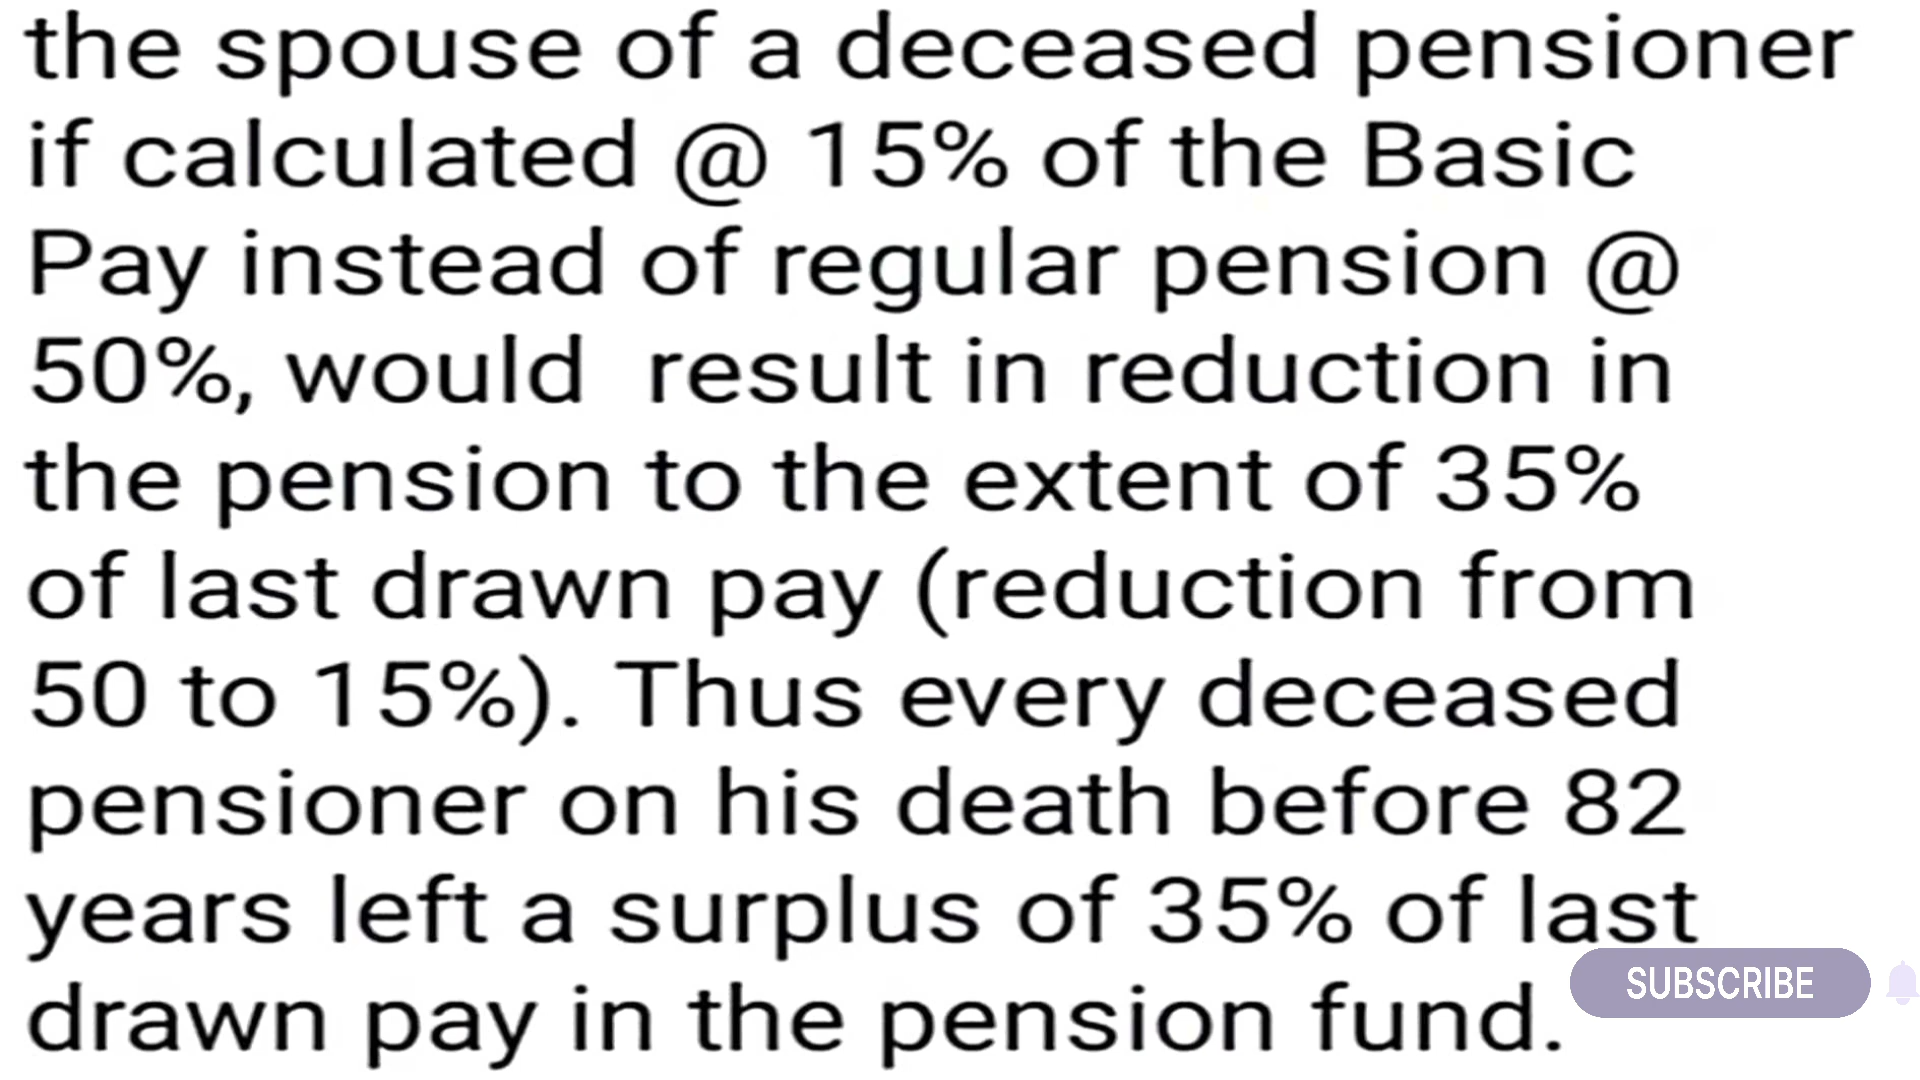 the spouse of a deceased pensioner
if calculated @ 15% of the Basic
Pay instead of regular pension @
50%, would  result in reduction in
the pension to the extent of 35%
of last drawn pay (reduction from
50 to 15%). Thus every deceased
pensioner on his death before 82
years left a surplus of 35% of last
drawn pay in the pension fund.
SUBSCRIBE